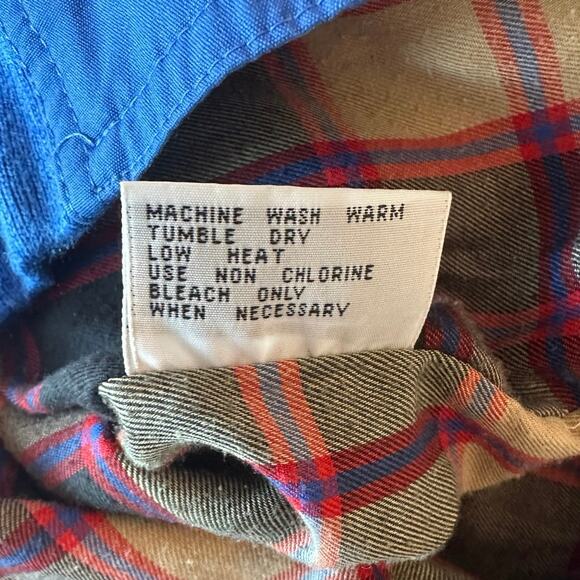 MACHINE WASH WARM
TUMBLE DRY
LOW HEAT
USE NON CHLORINE
BLEACH ONLY
WHEN NECESSARY